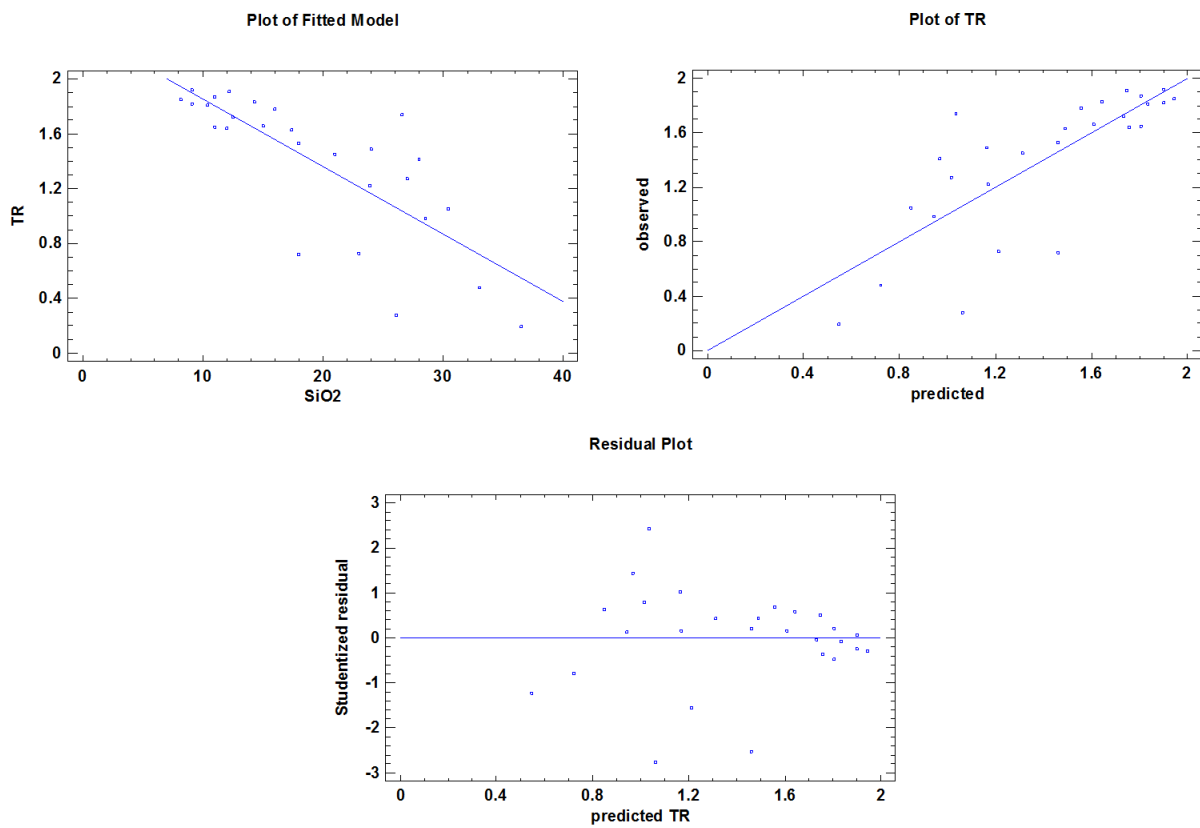 Plot of Fitted Model
TR
2
1.6
1.2
0.8
0.4
0
0 10 20 30 40
SiO2
Plot of TR
observed
2
1.6
1.2
0.8
0.4
0
0 0.4 0.8 1.2 1.6 2
predicted
Residual Plot
Studentized residual
3
2
1
0
-1
-2
-3
0 0.4 0.8 1.2 1.6 2
predicted TR